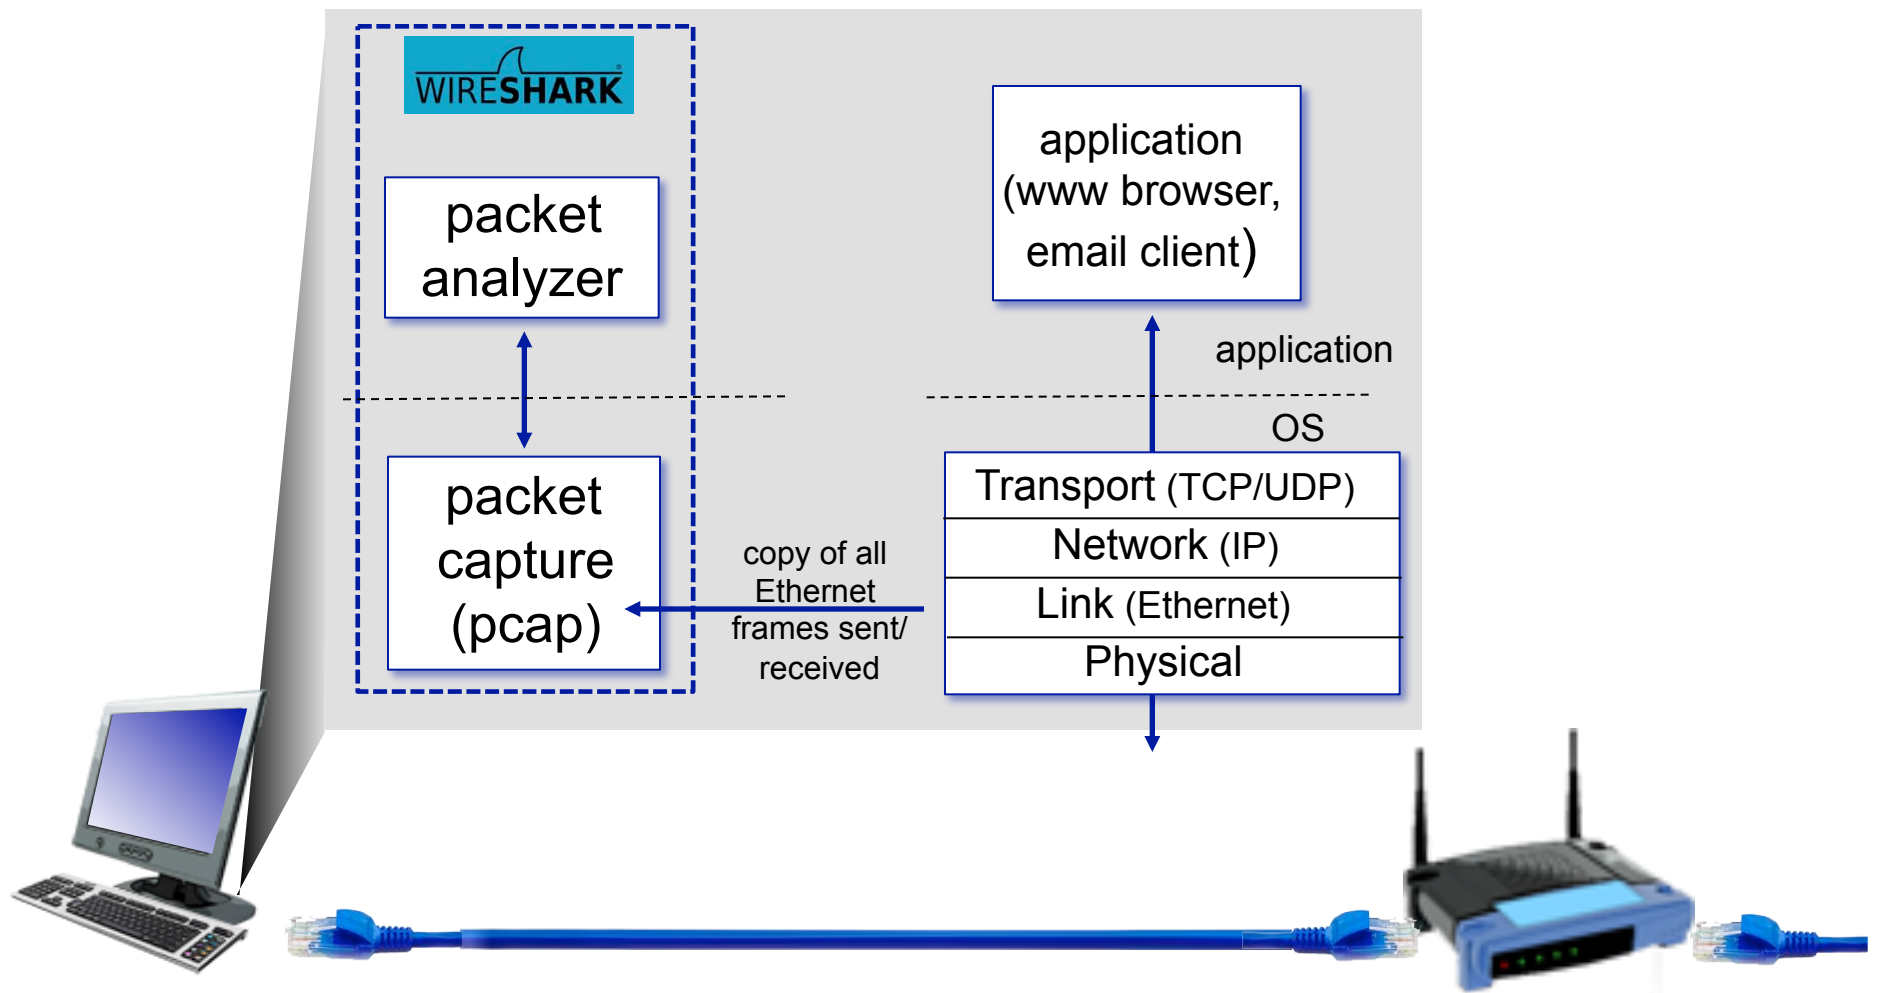 WIRESHARK
packet
analyzer
packet
capture
(pcap)
copy of all
Ethernet
frames sent/
received
application
(www browser,
email client)
application
OS
Transport (TCP/UDP)
Network (IP)
Link (Ethernet)
Physical